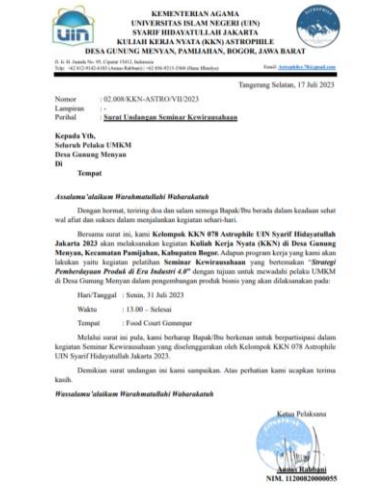 KEMENTERIAN AGAMA
UNIVERSITAS ISLAM NEGERI (UIN)
SYARIF HIDAYATULLAH JAKARTA
KULIAH KERJA NYATA (KKN) ASTROPHILE
DESA GUNUNG MENYAN, PAMIJAHAN, BOGOR, JAWA BARAT
Jl. Ir. H. Juanda No. 95, Ciputat 15412, Indonesia
Email:
Tangerang Selatan, 17 Juli 2023
Nomor : 02.008/KKN-ASTRO/VII/2023
Lampiran : -
Perihal : Surat Undangan Seminar Kewirausahaan
Kepada Yth,
Seluruh Pelaku UMKM
Desa Gunung Menyan
Di
Tempat
Assalamu'alaikum Warahmatullahi Wabarakatuh
Dengan hormat, teriring doa dan salam semoga Bapak/Ibu berada dalam keadaan sehat
wal afiat dan sukses dalam menjalankan kegiatan sehari-hari.
Bersama surat ini, kami Kelompok KKN 078 Astrophile UIN Syarif Hidayatullah
Jakarta 2023 akan melaksanakan kegiatan Kuliah Kerja Nyata (KKN) di Desa Gunung
Menyan, Kecamatan Pamijahan, Kabupaten Bogor. Adapun program kerja yang kami akan
lakukan yaitu kegiatan pelatihan Seminar Kewirausahaan yang bertemakan "Strategi
Pemberdayaan Produk di Era Industri 4.0" dengan tujuan untuk mewadahi pelaku UMKM
di Desa Gunung Menyan dalam pengembangan produk bisnis yang akan dilaksanakan pada:
Hari/Tanggal : Senin, 31 Juli 2023
Waktu : 13.00 – Selesai
Tempat : Food Court Gemempar
Melalui surat ini pula, kami berharap Bapak/Ibu berkenan untuk berpartisipasi dalam
kegiatan Seminar Kewirausahaan yang diselenggarakan oleh Kelompok KKN 078 Astrophile
UIN Syarif Hidayatullah Jakarta 2023.
Demikian surat undangan ini kami sampaikan. Atas perhatian kami ucapkan terima
kasih.
Wassalamu'alaikum Warahmatullahi Wabarakatuh
Ketua Pelaksana
Rabbani
NIM. 11200820000055